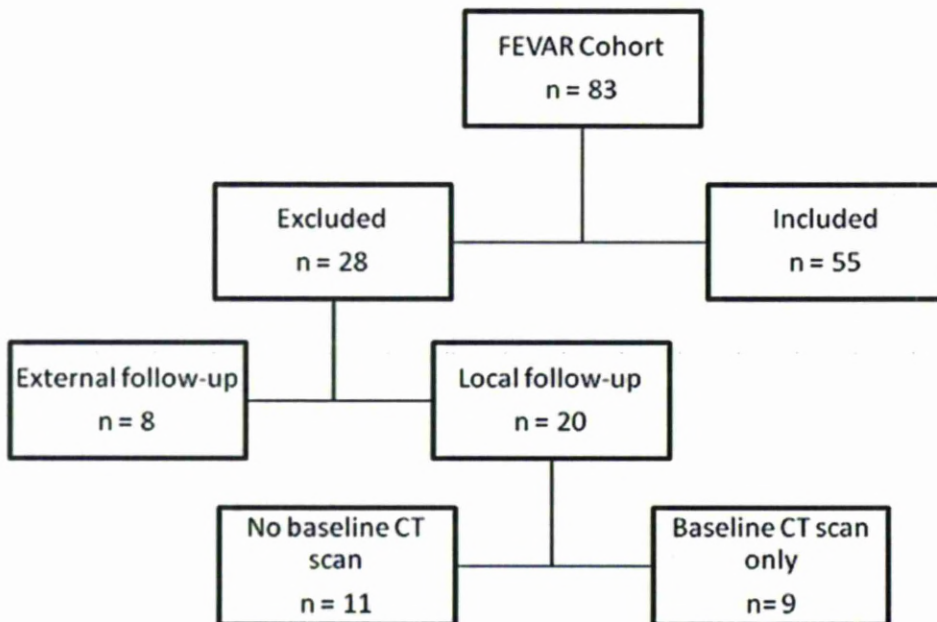 FEVAR Cohort
n = 83
Excluded
n = 28
Included
n = 55
External follow-up
n = 8
Local follow-up
n = 20
No baseline CT
scan
n = 11
Baseline CT scan
only
n= 9